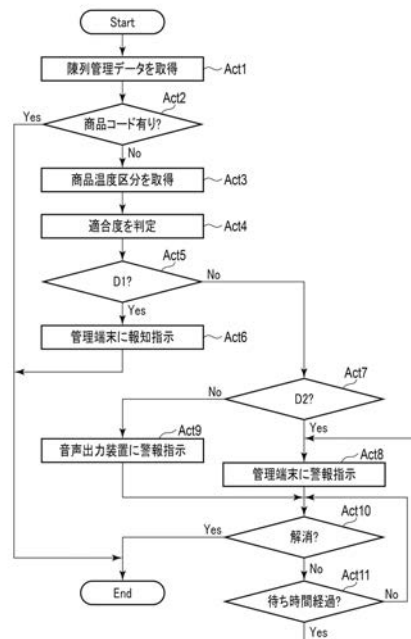 Start
陳列管理データを取得
Act1
Act2
商品コード有り?
Yes
No
商品温度区分を取得
Act3
適合度を判定
Act4
Act5
D1?
No
Yes
管理端末に報知指示
Act6
Act7
D2?
No
Yes
Act9
音声出力装置に警報指示
Act8
管理端末に警報指示
Act10
解消?
Yes
No
Act11
待ち時間経過?
No
Yes
End